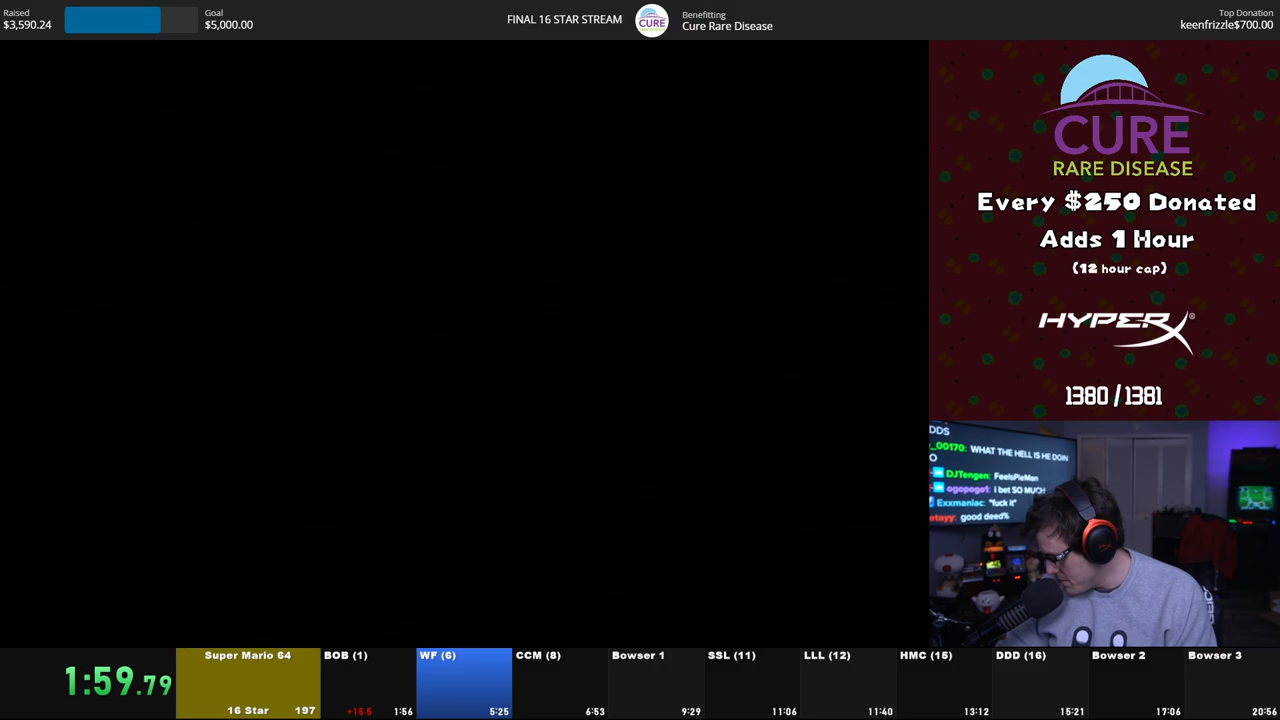 Raised
$3,590.24
Goal
$5,000.00
FINAL 16 STAR STREAM
CURE
Benefitting
Cure Rare Disease
Top Donation
keenfrizzle$700.00
CURE
RARE DISEASE
Every $250 Donated
Adds 1 Hour
(12 hour cap)
HYPERX®
1380 / 1381
DDS
_00170: WHAT THE HELL IS HE DOIN
O
DJTengen: FeelsPieMan
ogopogo1: i bet SO MUCH
Exxmaniac: "fuck it"
etayy: good deed%
1:59.79
Super Mario 64
16 Star 197
BOB (1)
+15.5 1:56
WF (6)
5:25
CCM (8)
6:53
Bowser 1
9:29
SSL (11)
11:06
LLL (12)
11:40
HMC (15)
13:12
DDD (16)
15:21
Bowser 2
17:06
Bowser 3
20:56